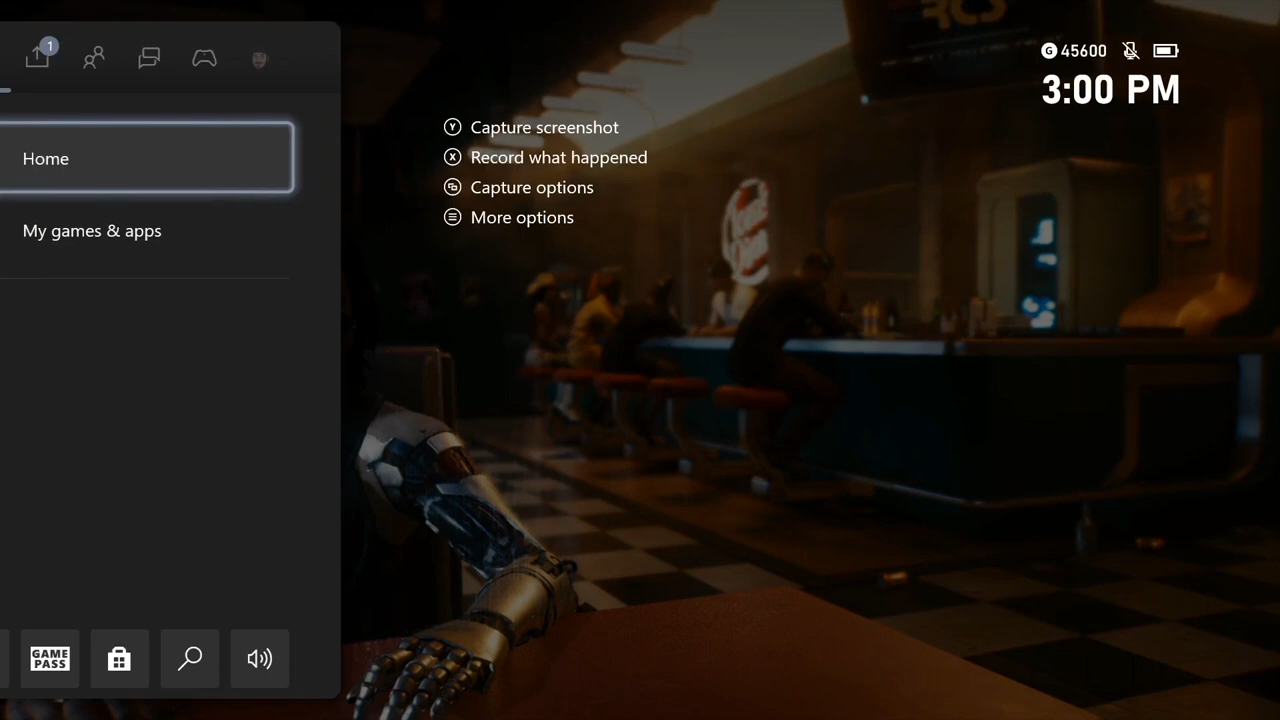 1
G 45600
3:00 PM
Home
My games & apps
Y Capture screenshot
X Record what happened
Capture options
More options
RCS
GAME
PASS